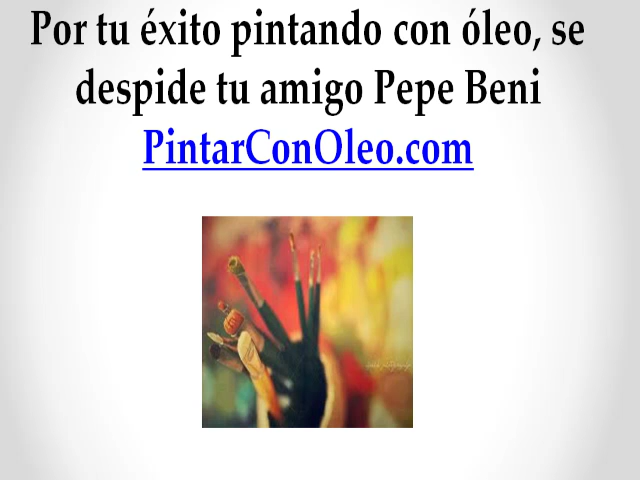 Por tu éxito pintando con óleo, se
despide tu amigo Pepe Beni
PintarConOleo.com